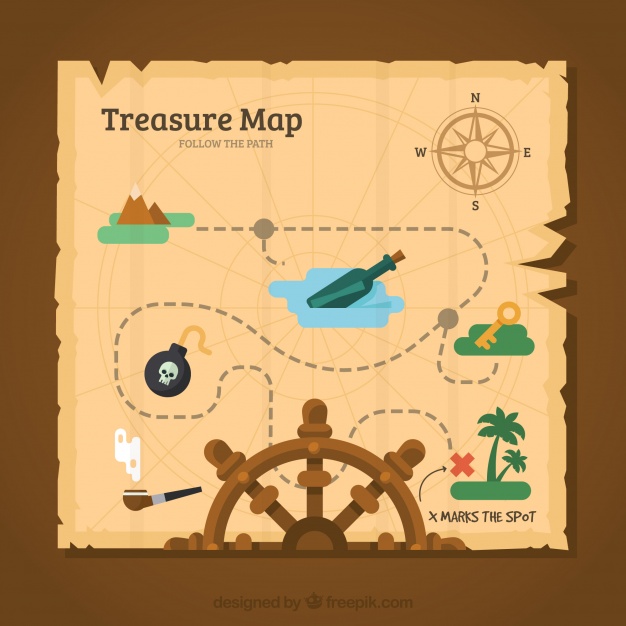 Treasure Map
FOLLOW THE PATH
N
W E
S
X MARKS THE SPOT
designed by freepik.com